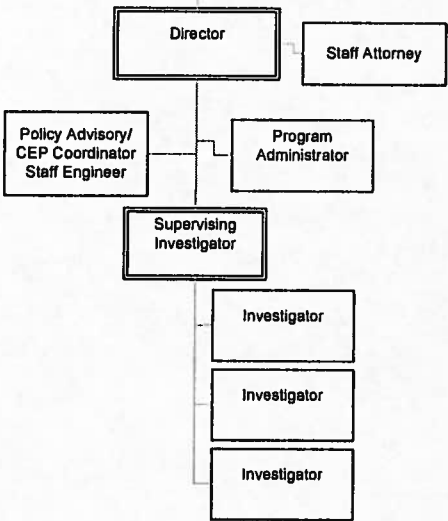 Director
Staff Attorney
Policy Advisory/
CEP Coordinator
Staff Engineer
Program
Administrator
Supervising
Investigator
Investigator
Investigator
Investigator